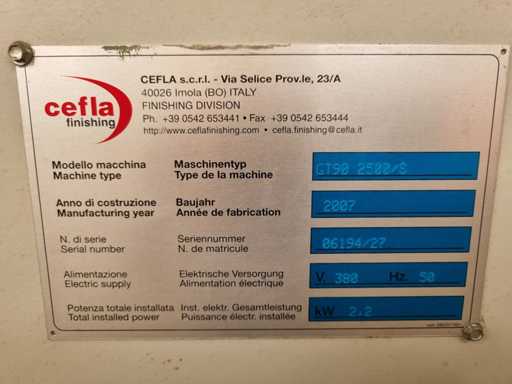 CEFLA s.c.r.l. - Via Selice Prov.le, 23/A
40026 Imola (BO) ITALY
FINISHING DIVISION
Ph. +39 0542 653441 • Fax +39 0542 653444
http://www.ceflafinishing.com • cefla.finishing@cefla.it
cefla
finishing
Modello macchina Maschinentyp GT90 2500/S
Machine type Type de la machine
Anno di costruzione Baujahr 2007
Manufacturing year Année de fabrication
N. di serie Seriennummer 06194/27
Serial number N. de matricule
Alimentazione Elektrische Versorgung V. 380 Hz. 50
Electric supply Alimentation électrique
Potenza totale installata Inst. elektr. Gesamtleistung kW 2.2
Total installed power Puissance électr. installée